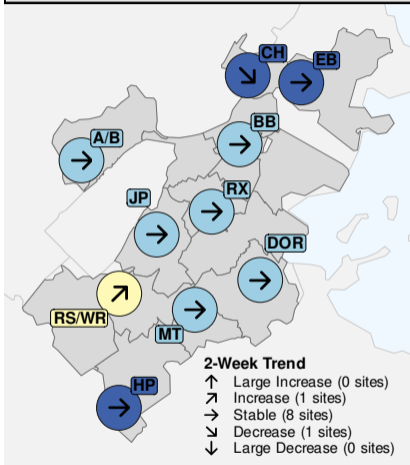 CH
EB
BB
A/B
JP
RX
DOR
RS/WR
MT
HP
2-Week Trend
↑ Large Increase (0 sites)
↗ Increase (1 sites)
→ Stable (8 sites)
↘ Decrease (1 sites)
↓ Large Decrease (0 sites)